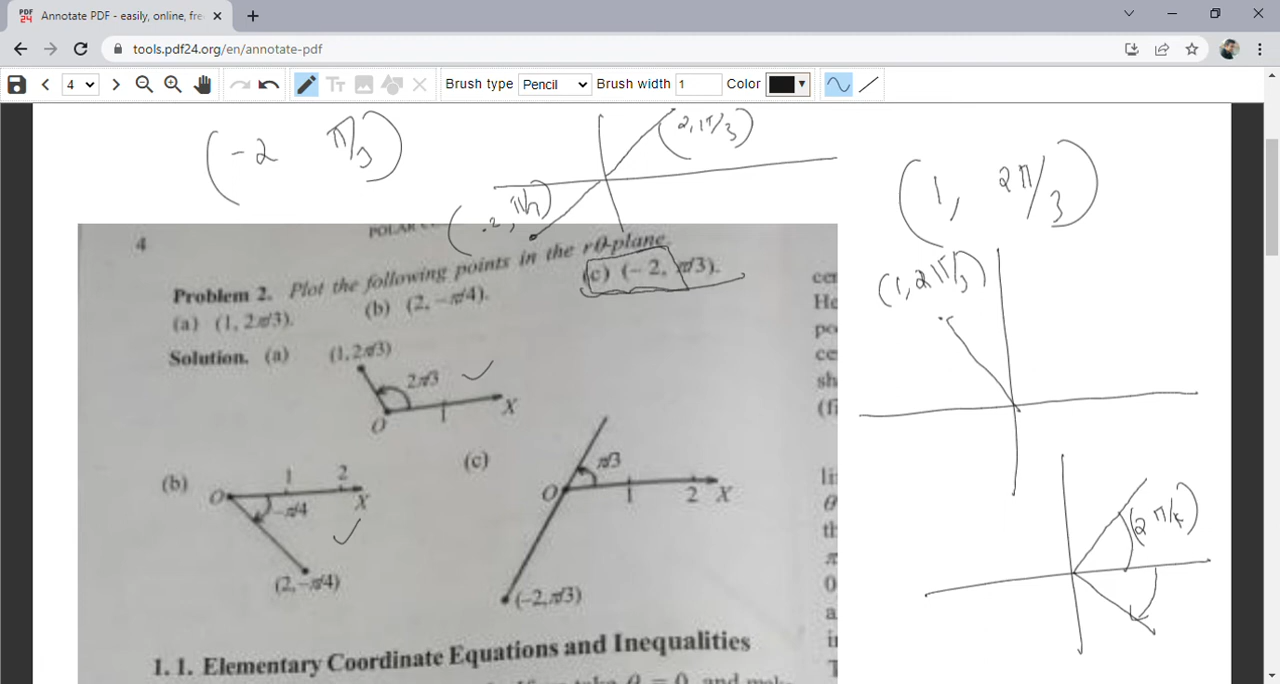 Annotate PDF - easily, online, fre
tools.pdf24.org/en/annotate-pdf
4
Brush type Pencil Brush width 1 Color
(-2 π/3)
(2, π/3)
(1, 2π/3)
(1, 2π/3)
4
Problem 2. Plot the following points in the rθ-plane.
(a) (1, 2π/3). (b) (2, −π/4). (c) (− 2, π/3).
Solution. (a) (1, 2π/3)
2π/3
O X
(b) O 1 2 X
−π/4
(2, −π/4)
(c) π/3
O 1 2 X
(−2, π/3)
1. 1. Elementary Coordinate Equations and Inequalities